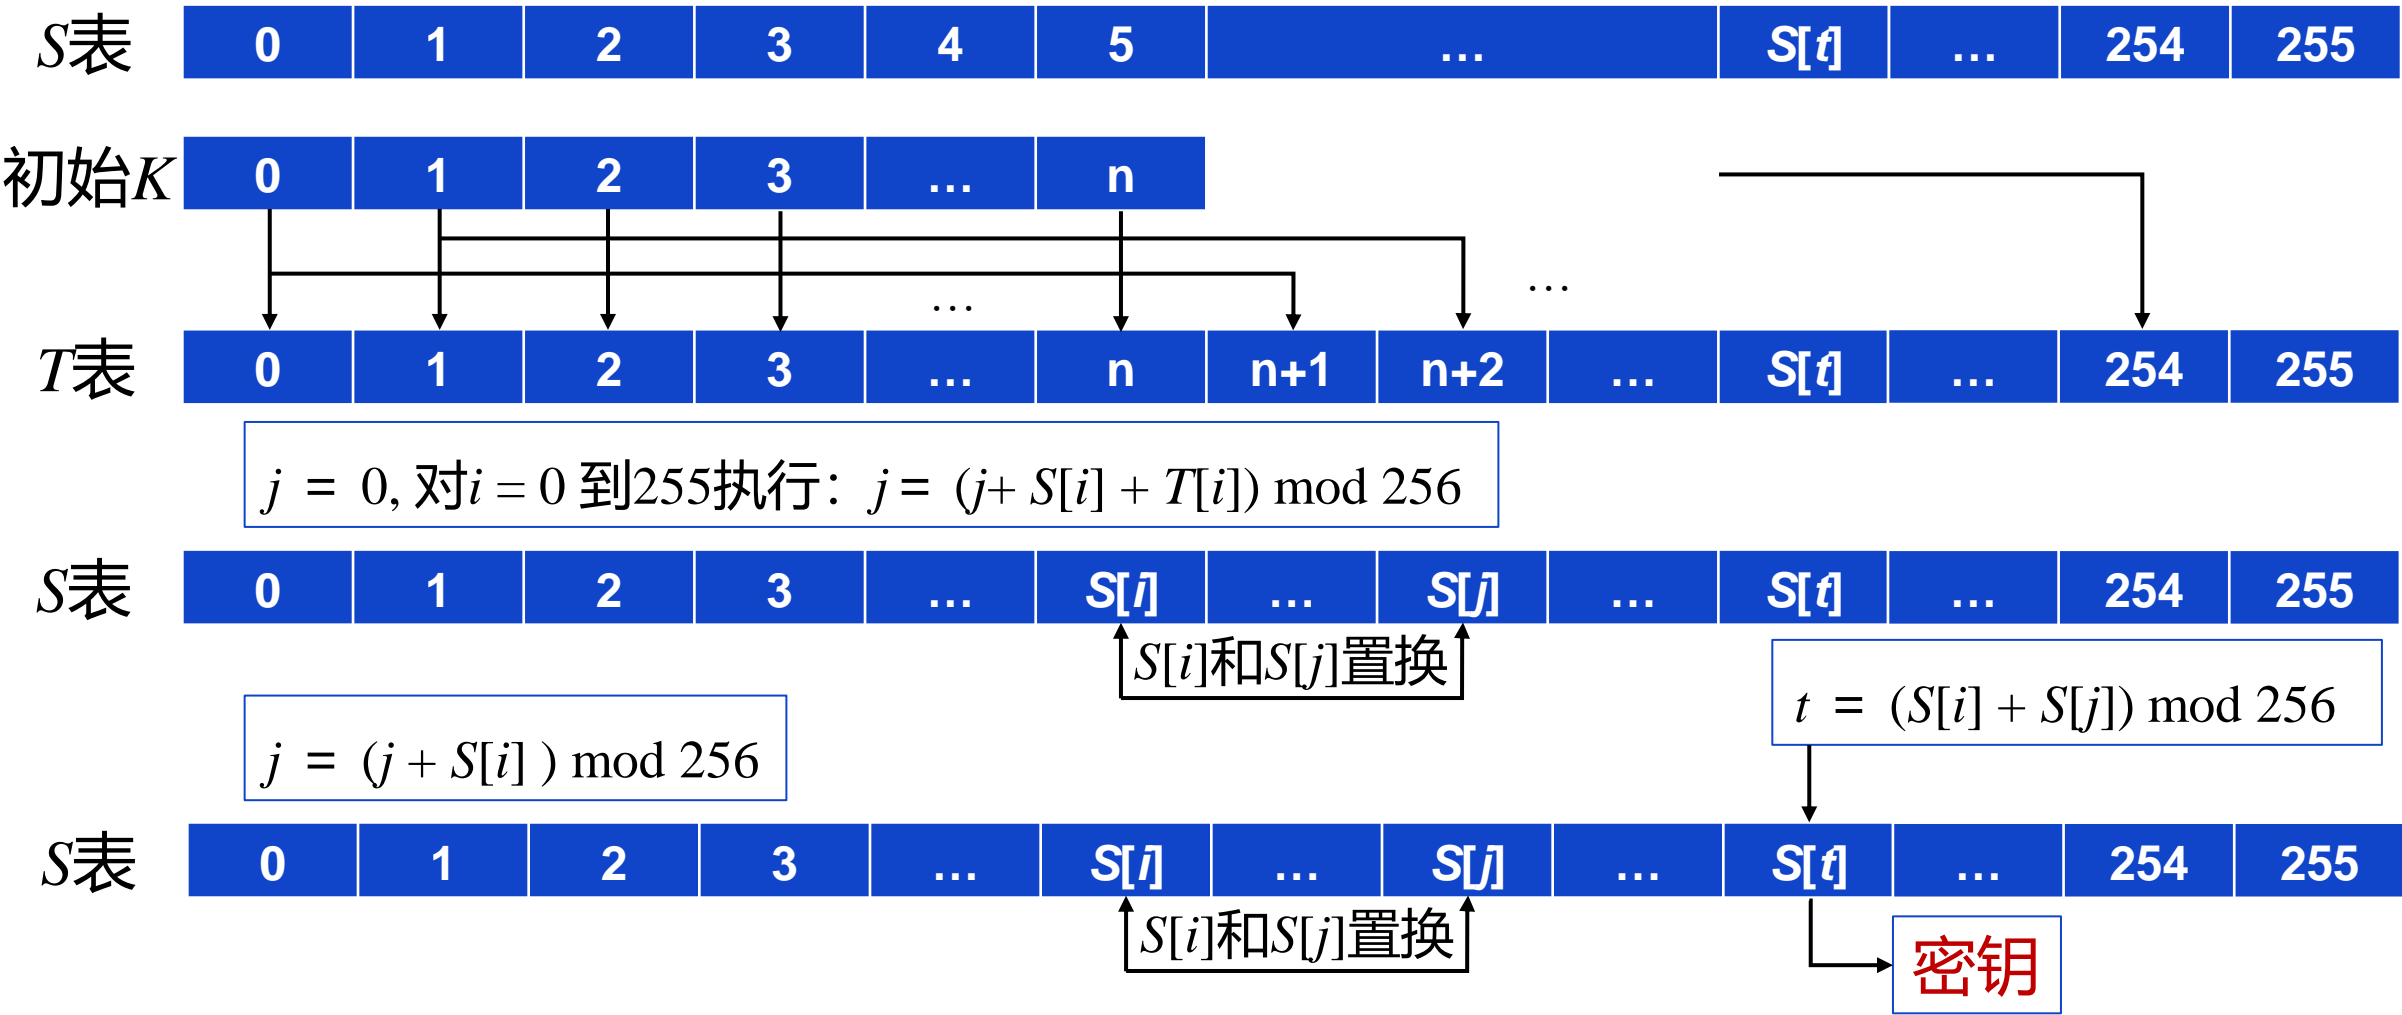 S表 0 1 2 3 4 5 … S[t] … 254 255
初始K 0 1 2 3 … n
… …
T表 0 1 2 3 … n n+1 n+2 … S[t] … 254 255
j = 0, 对i = 0 到255执行：j = (j+ S[i] + T[i]) mod 256
S表 0 1 2 3 … S[i] … S[j] … S[t] … 254 255
S[i]和S[j]置换
t = (S[i] + S[j]) mod 256
j = (j + S[i] ) mod 256
S表 0 1 2 3 … S[i] … S[j] … S[t] … 254 255
S[i]和S[j]置换
密钥